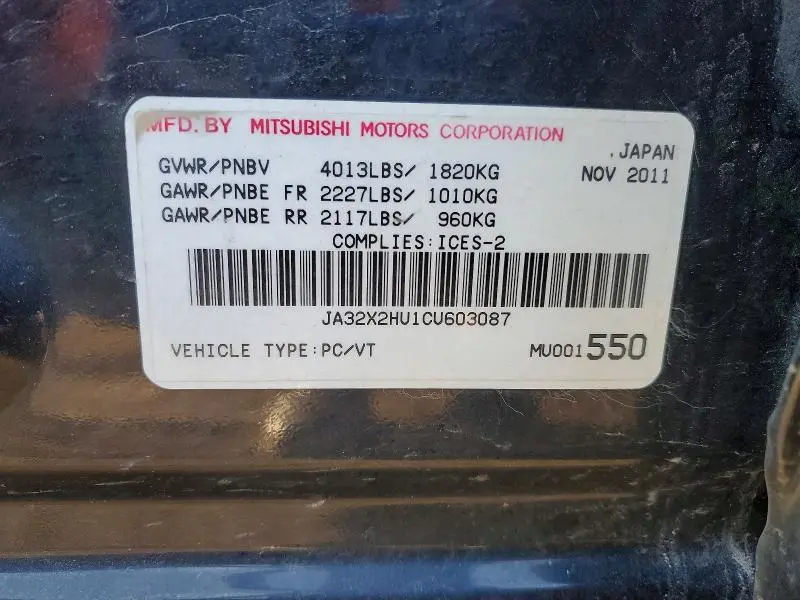 MFD. BY MITSUBISHI MOTORS CORPORATION
, JAPAN
GVWR/PNBV 4013LBS/ 1820KG NOV 2011
GAWR/PNBE FR 2227LBS/ 1010KG
GAWR/PNBE RR 2117LBS/ 960KG
COMPLIES:ICES-2
JA32X2HU1CU603087
VEHICLE TYPE:PC/VT MU001550